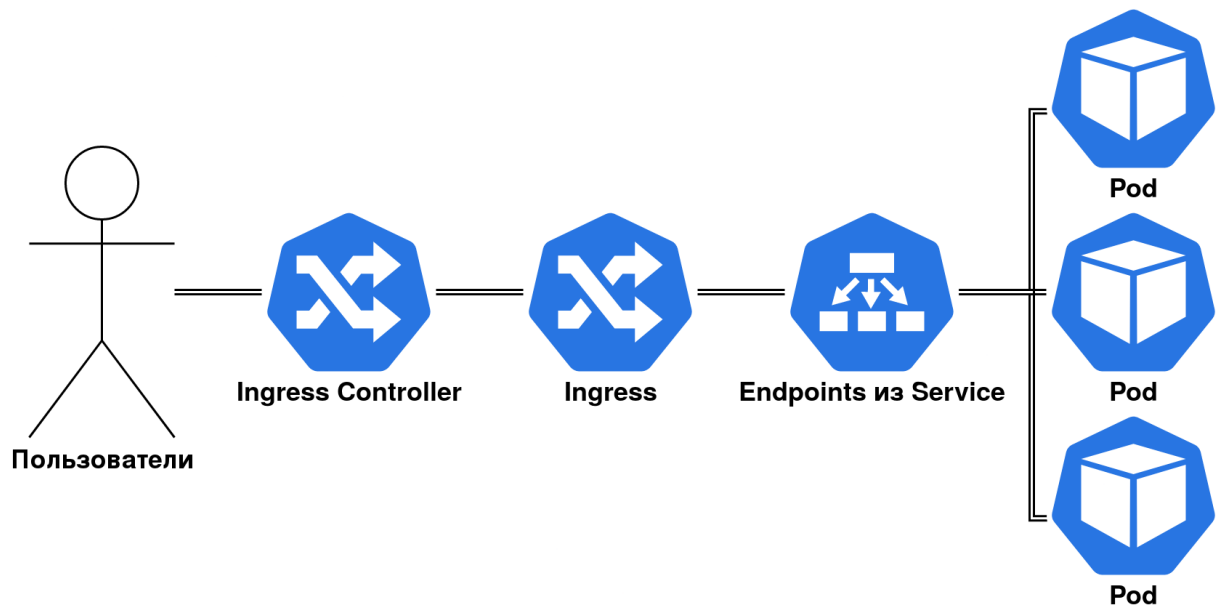 Пользователи
Ingress Controller
Ingress
Endpoints из Service
Pod
Pod
Pod